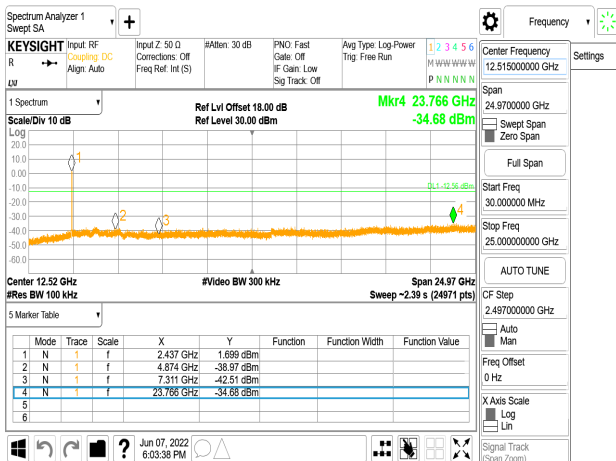 Spectrum Analyzer 1
Swept SA
Frequency
KEYSIGHT
R
LXI
Input: RF
Coupling: DC
Align: Auto
Input Z: 50 Ω
Corrections: Off
Freq Ref: Int (S)
#Atten: 30 dB
PNO: Fast
Gate: Off
IF Gain: Low
Sig Track: Off
Avg Type: Log-Power
Trig: Free Run
1 2 3 4 5 6
M W W W W W
P N N N N N
1 Spectrum
Scale/Div 10 dB
Ref Lvl Offset 18.00 dB
Ref Level 30.00 dBm
Mkr4 23.766 GHz
-34.68 dBm
Log
20.0
10.0
0.00
-10.0
-20.0
-30.0
-40.0
-50.0
-60.0
1
2
3
4
DL1 -12.56 dBm
Center 12.52 GHz
#Res BW 100 kHz
#Video BW 300 kHz
Span 24.97 GHz
Sweep ~2.39 s (24971 pts)
5 Marker Table
Mode Trace Scale X Y Function Function Width Function Value
1 N 1 f 2.437 GHz 1.699 dBm
2 N 1 f 4.874 GHz -38.97 dBm
3 N 1 f 7.311 GHz -42.51 dBm
4 N 1 f 23.766 GHz -34.68 dBm
5
6
Jun 07, 2022
6:03:38 PM
Center Frequency
12.515000000 GHz
Settings
Span
24.9700000 GHz
Swept Span
Zero Span
Full Span
Start Freq
30.000000 MHz
Stop Freq
25.000000000 GHz
AUTO TUNE
CF Step
2.497000000 GHz
Auto
Man
Freq Offset
0 Hz
X Axis Scale
Log
Lin
Signal Track
(Span Zoom)